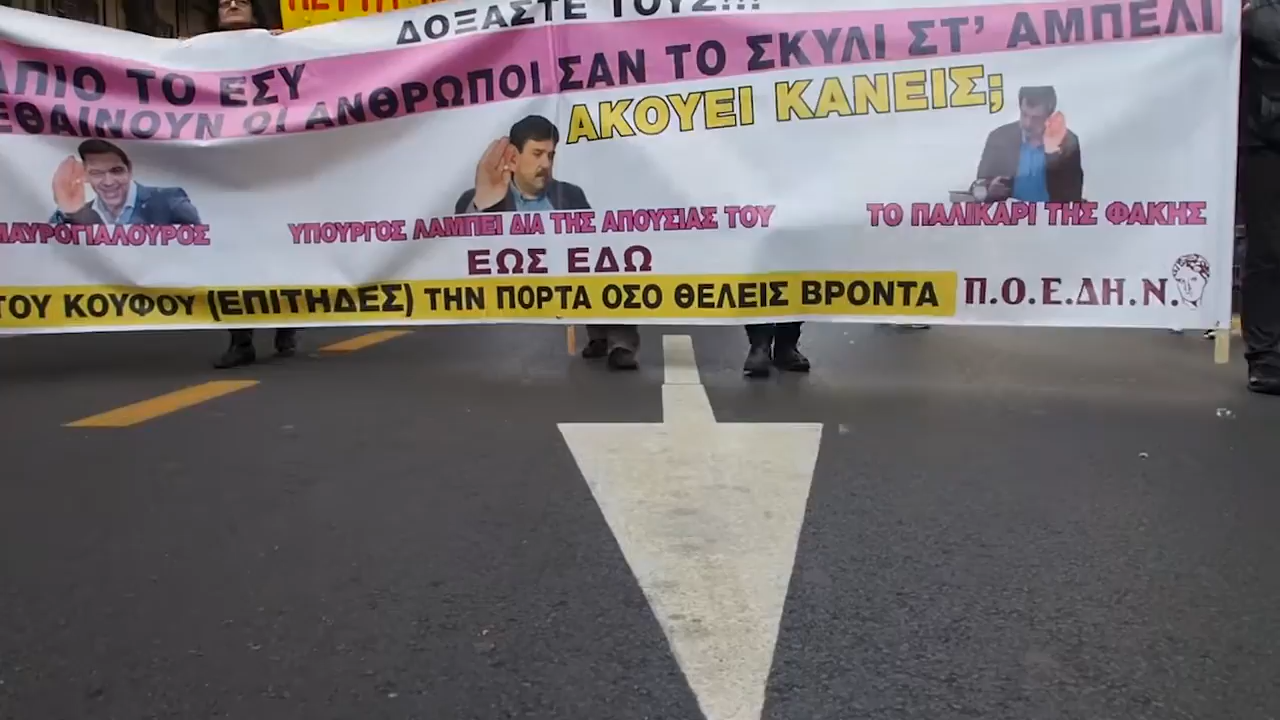 ΔΟΞΑΣΤΕ ΤΟΥΣ!!!
ΑΠΙΟ ΤΟ ΕΣΥ
ΕΘΑΙΝΟΥΝ ΟΙ ΑΝΘΡΩΠΟΙ ΣΑΝ ΤΟ ΣΚΥΛΙ ΣΤ' ΑΜΠΕΛΙ
ΑΚΟΥΕΙ ΚΑΝΕΙΣ;
ΜΑΥΡΟΓΙΑΛΟΥΡΟΣ
ΥΠΟΥΡΓΟΣ ΛΑΜΠΕΙ ΔΙΑ ΤΗΣ ΑΠΟΥΣΙΑΣ ΤΟΥ
ΤΟ ΠΑΛΙΚΑΡΙ ΤΗΣ ΦΑΚΗΣ
ΕΩΣ ΕΔΩ
ΤΟΥ ΚΟΥΦΟΥ (ΕΠΙΤΗΔΕΣ) ΤΗΝ ΠΟΡΤΑ ΟΣΟ ΘΕΛΕΙΣ ΒΡΟΝΤΑ
Π.Ο.Ε.ΔΗ.Ν.